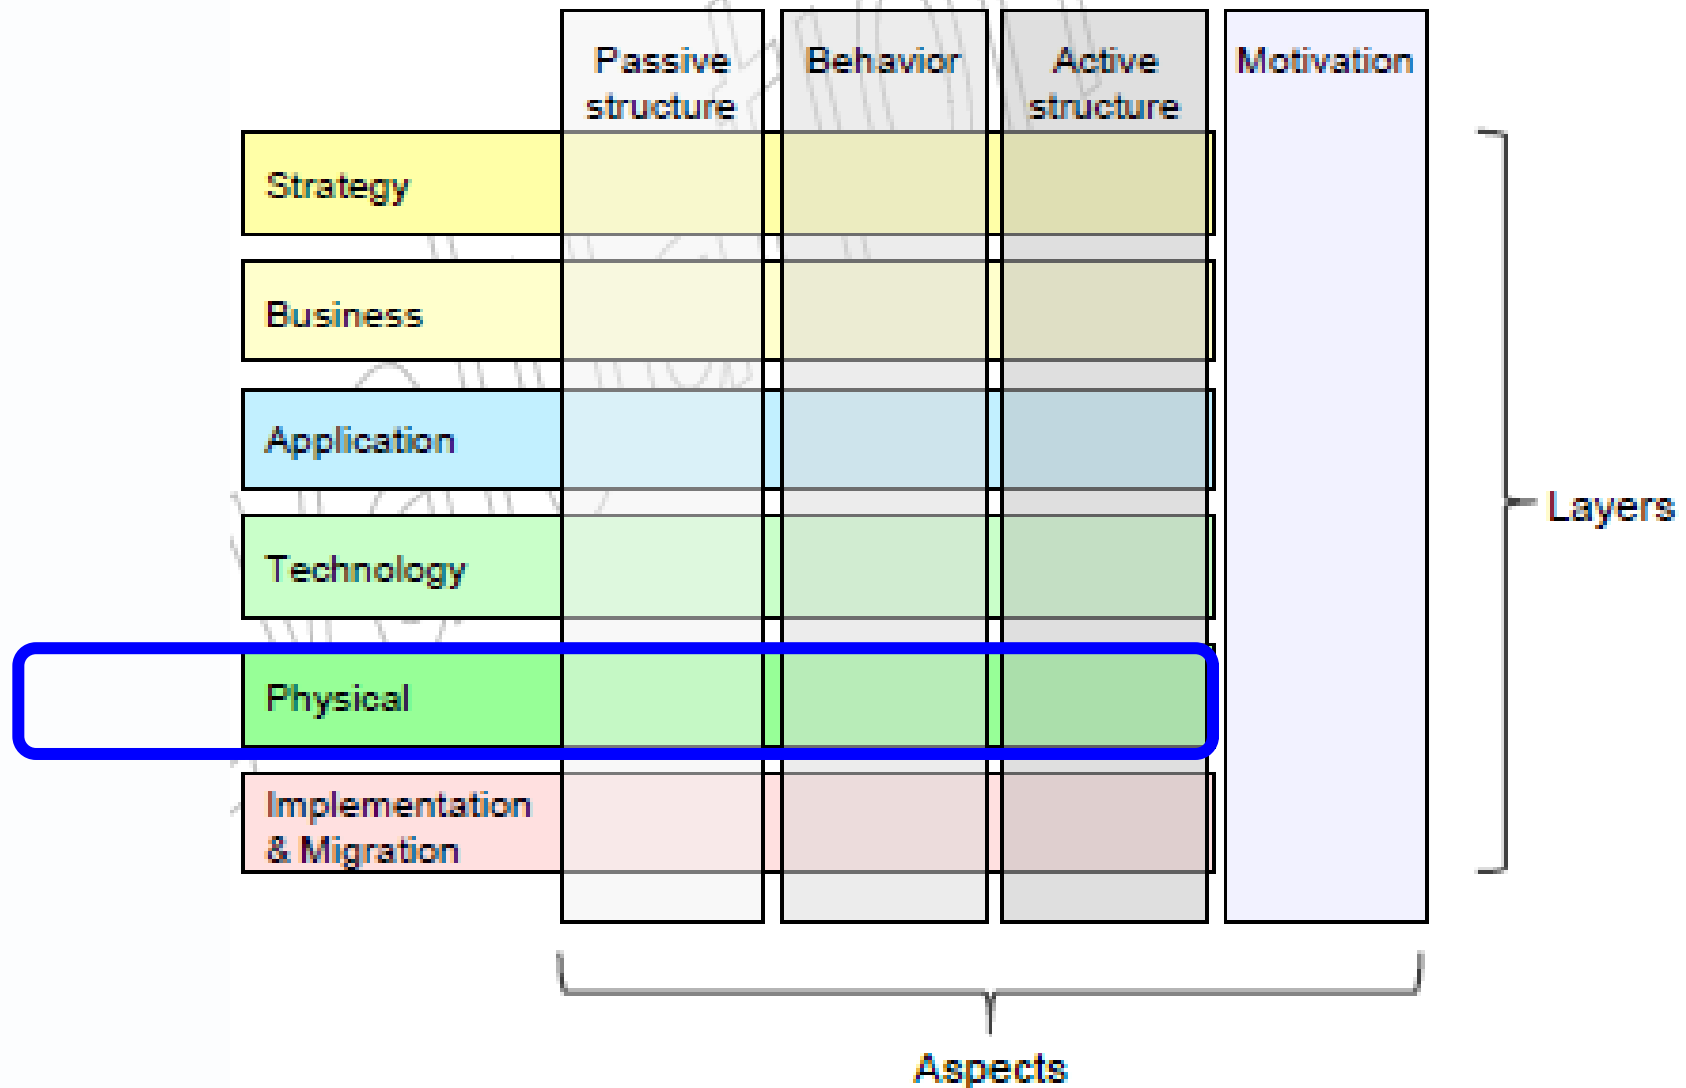 Passive
structure
Behavior
Active
structure
Motivation
Strategy
Business
Application
Technology
Physical
Implementation
& Migration
Layers
Aspects